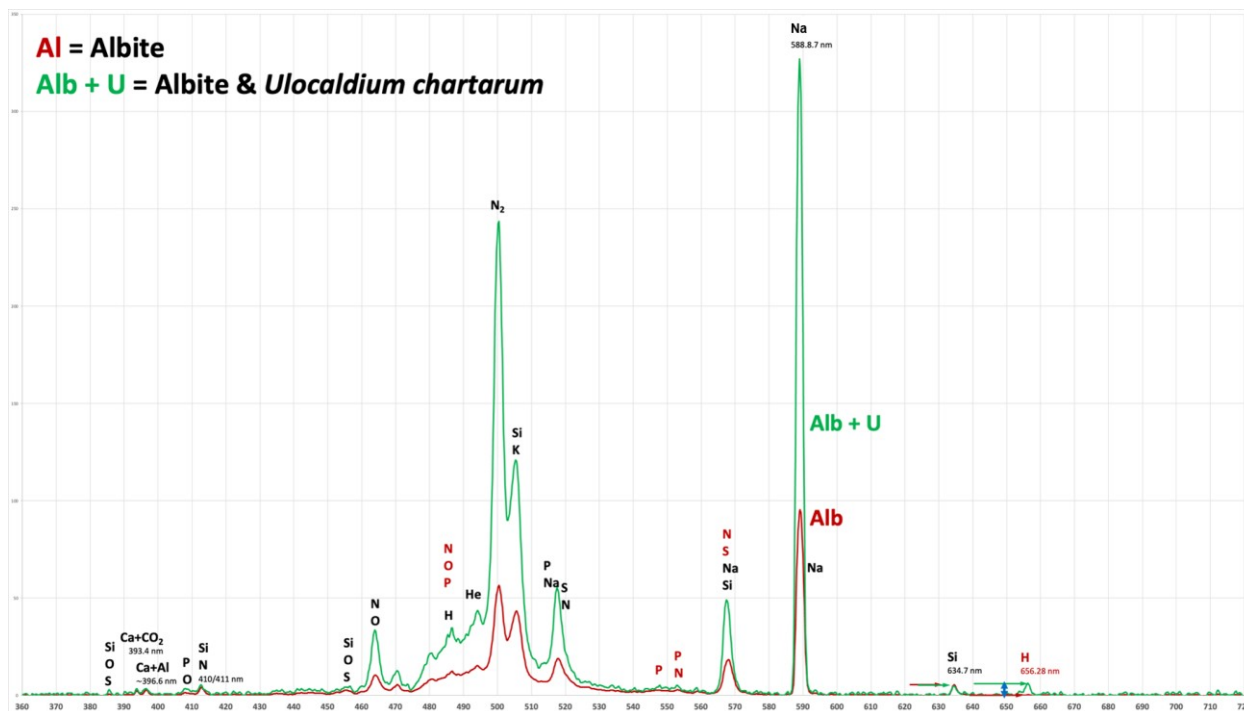 Al = Albite
Alb + U = Albite & Ulocaldium chartarum
Na
588.8.7 nm
N₂
Si
K
Alb + U
Alb
N
O
P
H
He
P
Na
S
N
N
S
Na
Si
Na
N
O
Si
O
S
Si
O
S
Ca+CO₂
393.4 nm
Ca+Al
~396.6 nm
P
O
Si
N
410/411 nm
P
P
N
Si
634.7 nm
H
656.28 nm
50
360 370 380 390 400 410 420 430 440 450 460 470 480 490 500 510 520 530 540 550 560 570 580 590 600 610 620 630 640 650 660 670 680 690 700 710